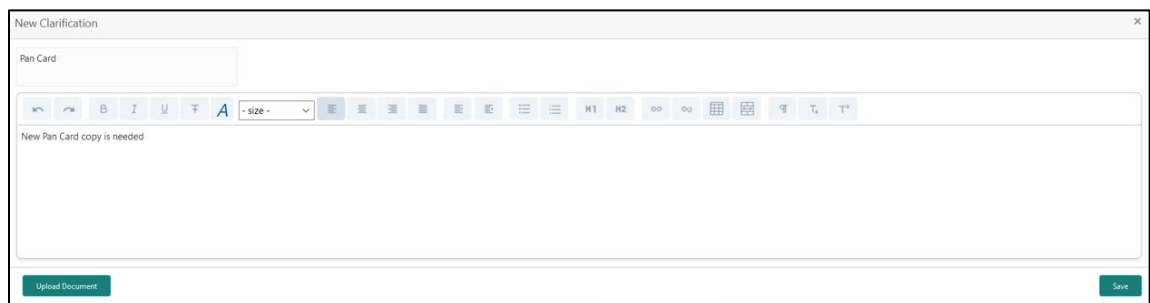 New Clarification ×
Pan Card
B I U T A - size - H1 H2 ¶ T, T+
New Pan Card copy is needed
Upload Document Save